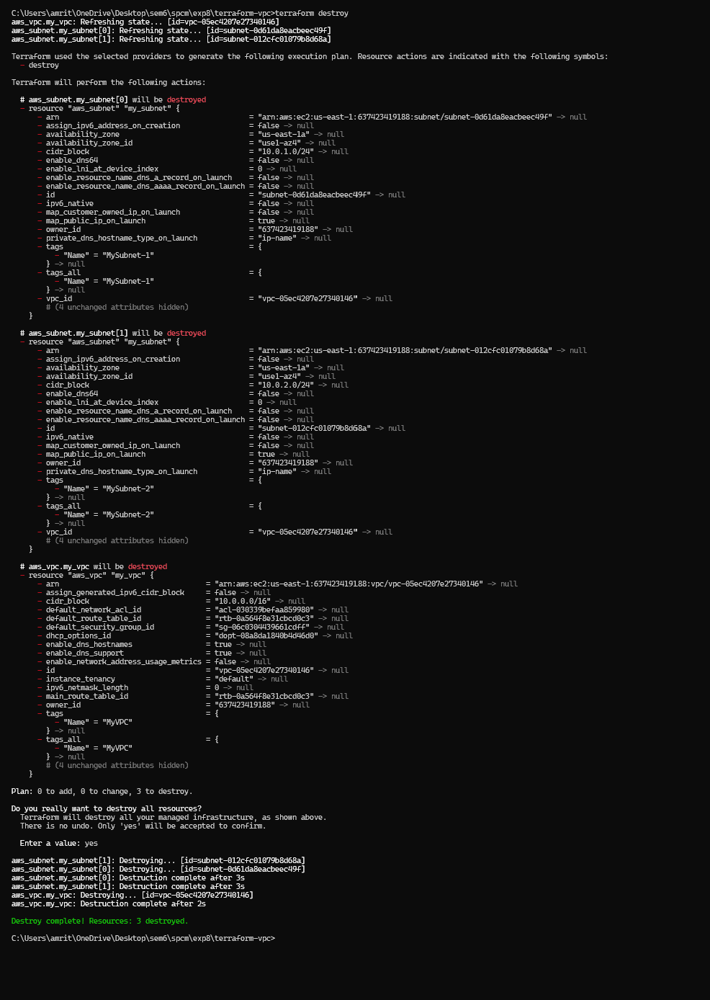 C:\Users\amrit\OneDrive\Desktop\sem6\spcm\exp8\terraform-vpc>terraform destroy
aws_vpc.my_vpc: Refreshing state... [id=vpc-05ec4207e27340146]
aws_subnet.my_subnet[0]: Refreshing state... [id=subnet-0d61da8eacbeec49f]
aws_subnet.my_subnet[1]: Refreshing state... [id=subnet-012cfc01079b8d68a]
Terraform used the selected providers to generate the following execution plan. Resource actions are indicated with the following symbols:
  - destroy
Terraform will perform the following actions:
  # aws_subnet.my_subnet[0] will be destroyed
  - resource "aws_subnet" "my_subnet" {
      - arn                                            = "arn:aws:ec2:us-east-1:637423419188:subnet/subnet-0d61da8eacbeec49f" -> null
      - assign_ipv6_address_on_creation                = false -> null
      - availability_zone                              = "us-east-1a" -> null
      - availability_zone_id                           = "use1-az4" -> null
      - cidr_block                                     = "10.0.1.0/24" -> null
      - enable_dns64                                   = false -> null
      - enable_lni_at_device_index                     = 0 -> null
      - enable_resource_name_dns_a_record_on_launch    = false -> null
      - enable_resource_name_dns_aaaa_record_on_launch = false -> null
      - id                                             = "subnet-0d61da8eacbeec49f" -> null
      - ipv6_native                                    = false -> null
      - map_customer_owned_ip_on_launch                = false -> null
      - map_public_ip_on_launch                        = true -> null
      - owner_id                                       = "637423419188" -> null
      - private_dns_hostname_type_on_launch            = "ip-name" -> null
      - tags                                           = {
          - "Name" = "MySubnet-1"
        } -> null
      - tags_all                                       = {
          - "Name" = "MySubnet-1"
        } -> null
      - vpc_id                                         = "vpc-05ec4207e27340146" -> null
        # (4 unchanged attributes hidden)
    }
  # aws_subnet.my_subnet[1] will be destroyed
  - resource "aws_subnet" "my_subnet" {
      - arn                                            = "arn:aws:ec2:us-east-1:637423419188:subnet/subnet-012cfc01079b8d68a" -> null
      - assign_ipv6_address_on_creation                = false -> null
      - availability_zone                              = "us-east-1a" -> null
      - availability_zone_id                           = "use1-az4" -> null
      - cidr_block                                     = "10.0.2.0/24" -> null
      - enable_dns64                                   = false -> null
      - enable_lni_at_device_index                     = 0 -> null
      - enable_resource_name_dns_a_record_on_launch    = false -> null
      - enable_resource_name_dns_aaaa_record_on_launch = false -> null
      - id                                             = "subnet-012cfc01079b8d68a" -> null
      - ipv6_native                                    = false -> null
      - map_customer_owned_ip_on_launch                = false -> null
      - map_public_ip_on_launch                        = true -> null
      - owner_id                                       = "637423419188" -> null
      - private_dns_hostname_type_on_launch            = "ip-name" -> null
      - tags                                           = {
          - "Name" = "MySubnet-2"
        } -> null
      - tags_all                                       = {
          - "Name" = "MySubnet-2"
        } -> null
      - vpc_id                                         = "vpc-05ec4207e27340146" -> null
        # (4 unchanged attributes hidden)
    }
  # aws_vpc.my_vpc will be destroyed
  - resource "aws_vpc" "my_vpc" {
      - arn                                  = "arn:aws:ec2:us-east-1:637423419188:vpc/vpc-05ec4207e27340146" -> null
      - assign_generated_ipv6_cidr_block     = false -> null
      - cidr_block                           = "10.0.0.0/16" -> null
      - default_network_acl_id               = "acl-030339befaa859980" -> null
      - default_route_table_id               = "rtb-0a564f8e31cbcd0c3" -> null
      - default_security_group_id            = "sg-06c0304439661cdff" -> null
      - dhcp_options_id                      = "dopt-08a8da1840b4d46d0" -> null
      - enable_dns_hostnames                 = true -> null
      - enable_dns_support                   = true -> null
      - enable_network_address_usage_metrics = false -> null
      - id                                   = "vpc-05ec4207e27340146" -> null
      - instance_tenancy                     = "default" -> null
      - ipv6_netmask_length                  = 0 -> null
      - main_route_table_id                  = "rtb-0a564f8e31cbcd0c3" -> null
      - owner_id                             = "637423419188" -> null
      - tags                                 = {
          - "Name" = "MyVPC"
        } -> null
      - tags_all                             = {
          - "Name" = "MyVPC"
        } -> null
        # (4 unchanged attributes hidden)
    }
Plan: 0 to add, 0 to change, 3 to destroy.
Do you really want to destroy all resources?
  Terraform will destroy all your managed infrastructure, as shown above.
  There is no undo. Only 'yes' will be accepted to confirm.
  Enter a value: yes
aws_subnet.my_subnet[1]: Destroying... [id=subnet-012cfc01079b8d68a]
aws_subnet.my_subnet[0]: Destroying... [id=subnet-0d61da8eacbeec49f]
aws_subnet.my_subnet[0]: Destruction complete after 3s
aws_subnet.my_subnet[1]: Destruction complete after 3s
aws_vpc.my_vpc: Destroying... [id=vpc-05ec4207e27340146]
aws_vpc.my_vpc: Destruction complete after 2s
Destroy complete! Resources: 3 destroyed.
C:\Users\amrit\OneDrive\Desktop\sem6\spcm\exp8\terraform-vpc>